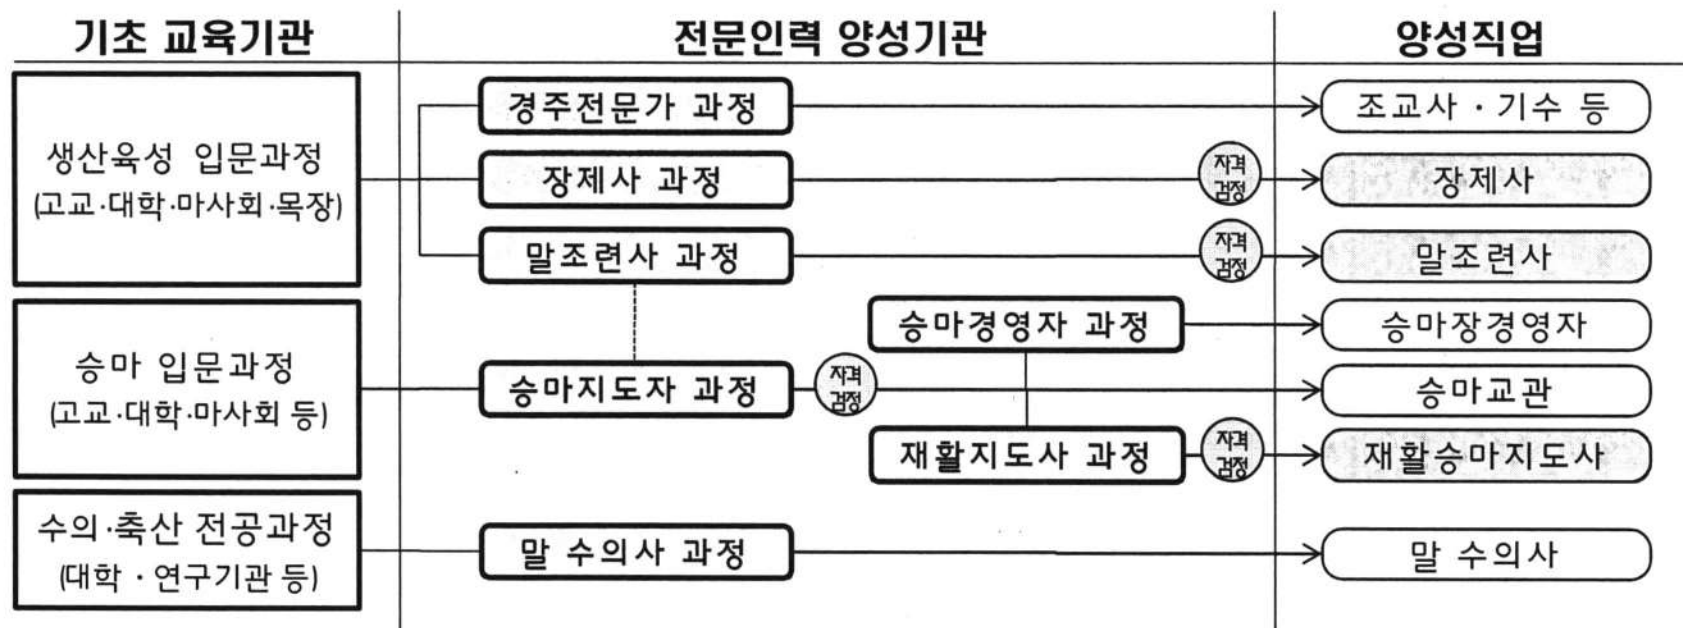 기초 교육기관
전문인력 양성기관
양성직업
생산육성 입문과정
(고교·대학·마사회·목장)
경주전문가 과정
조교사 · 기수 등
장제사 과정
자격
검정
장제사
말조련사 과정
자격
검정
말조련사
승마경영자 과정
승마장경영자
승마 입문과정
(고교·대학·마사회 등)
승마지도자 과정
자격
검정
승마교관
재활지도사 과정
자격
검정
재활승마지도사
수의·축산 전공과정
(대학 · 연구기관 등)
말 수의사 과정
말 수의사